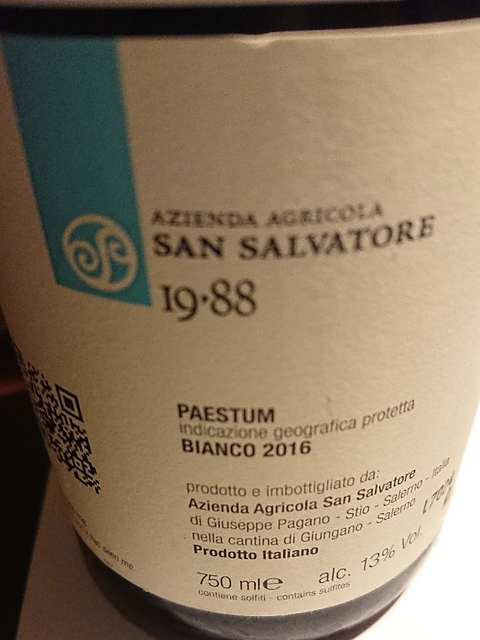 AZIENDA AGRICOLA
SAN SALVATORE
19·88
PAESTUM
indicazione geografica protetta
BIANCO 2016
prodotto e imbottigliato da:
Azienda Agricola San Salvatore
di Giuseppe Pagano - Stio - Salerno - Italia
nella cantina di Giungano - Salerno
Prodotto Italiano
750 ml e alc. 13% Vol.
contiene solfiti - contains sulfites
seen me.